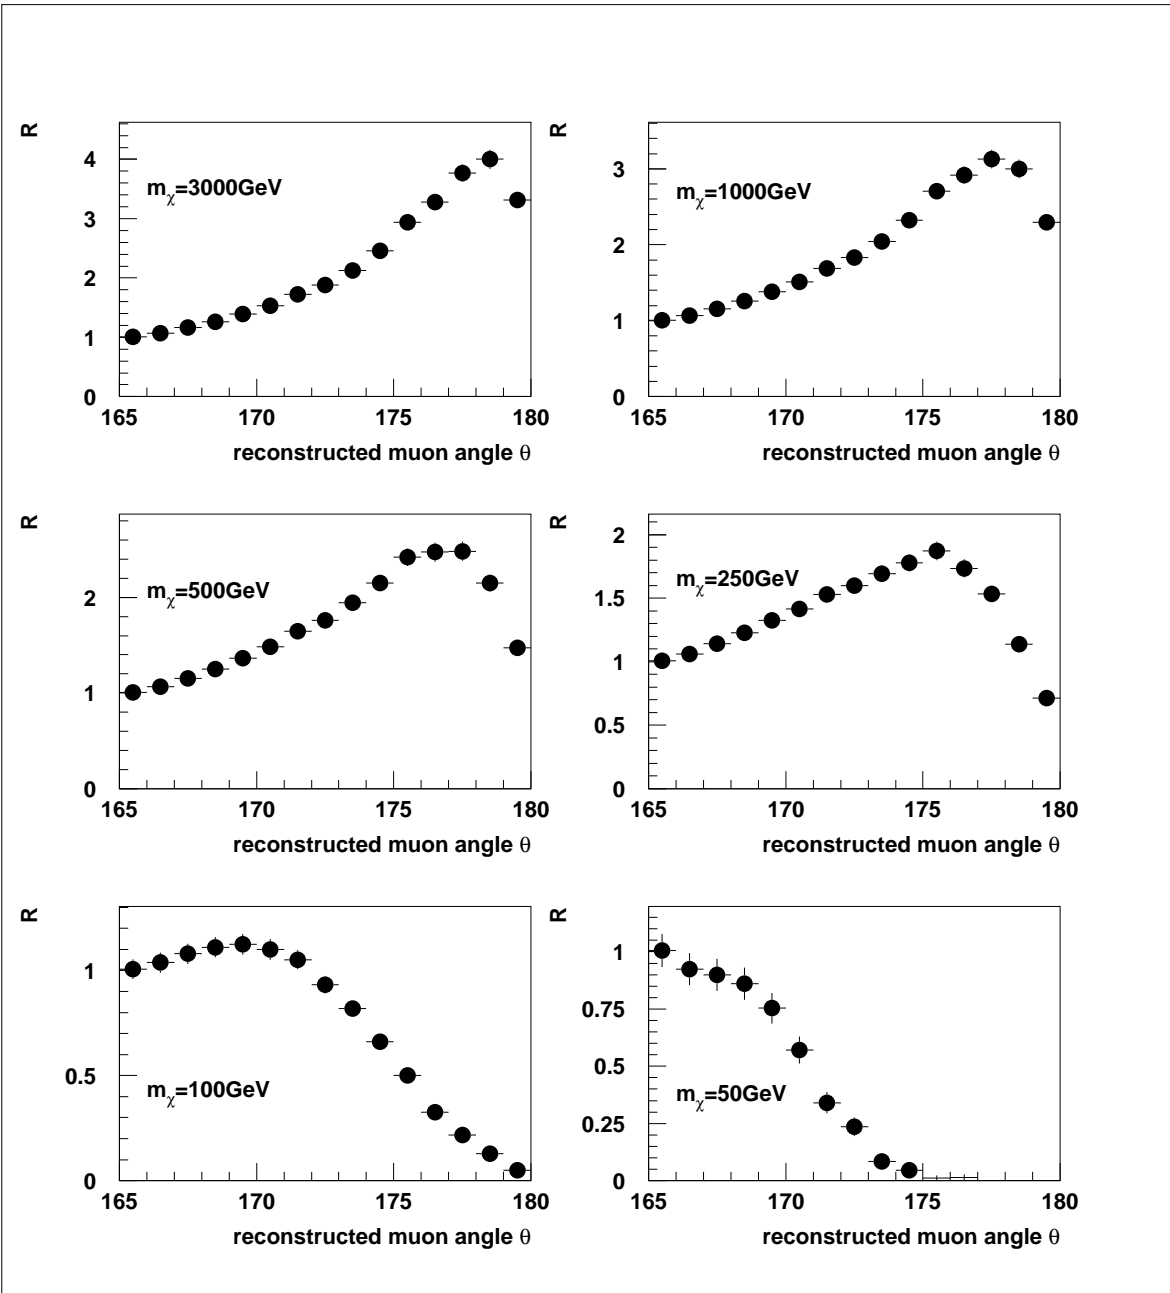 R
4
3
2
1
0
m_χ=3000GeV
165 170 175 180
reconstructed muon angle θ
R
3
2
1
0
m_χ=1000GeV
165 170 175 180
reconstructed muon angle θ
R
2
1
0
m_χ=500GeV
165 170 175 180
reconstructed muon angle θ
R
2
1.5
1
0.5
0
m_χ=250GeV
165 170 175 180
reconstructed muon angle θ
R
1
0.5
0
m_χ=100GeV
165 170 175 180
reconstructed muon angle θ
R
1
0.75
0.5
0.25
0
m_χ=50GeV
165 170 175 180
reconstructed muon angle θ